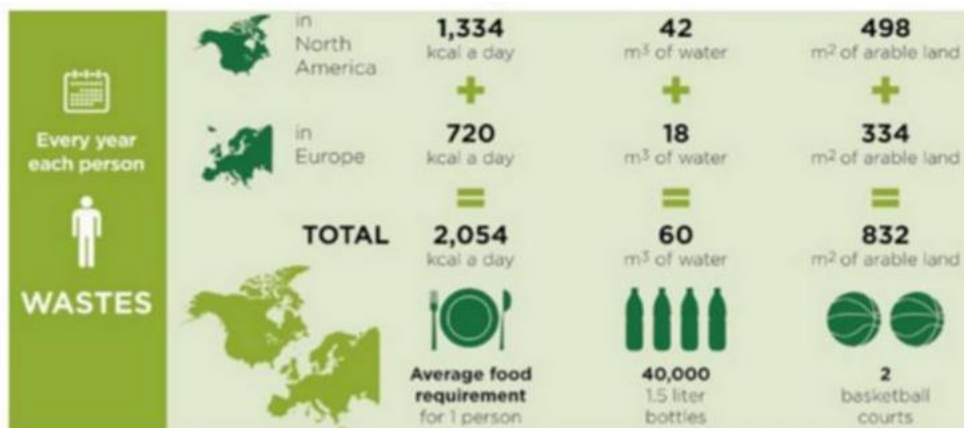 Every year
each person
WASTES
in
North
America
1,334
kcal a day
42
m³ of water
498
m² of arable land
+
+
+
in
Europe
720
kcal a day
18
m³ of water
334
m² of arable land
=
=
=
TOTAL
2,054
kcal a day
60
m³ of water
832
m² of arable land
Average food
requirement
for 1 person
40,000
1.5 liter
bottles
2
basketball
courts